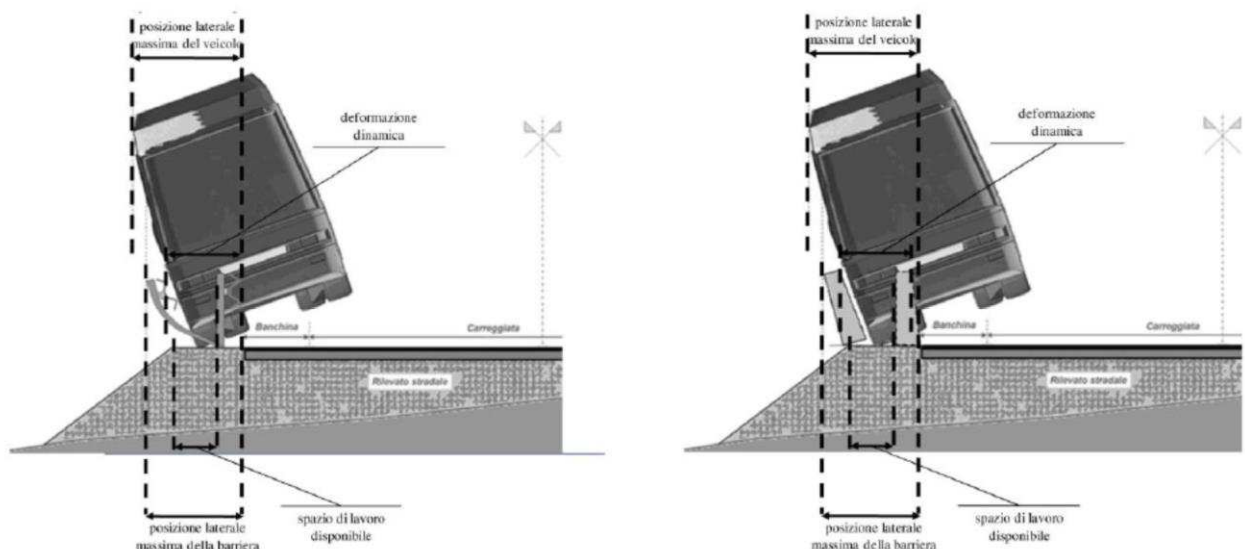 posizione laterale
massima del veicolo
deformazione
dinamica
Banchina
Carreggiata
Rilevato stradale
spazio di lavoro
disponibile
posizione laterale
massima della barriera
posizione laterale
massima del veicolo
deformazione
dinamica
Banchina
Carreggiata
Rilevato stradale
spazio di lavoro
disponibile
posizione laterale
massima della barriera